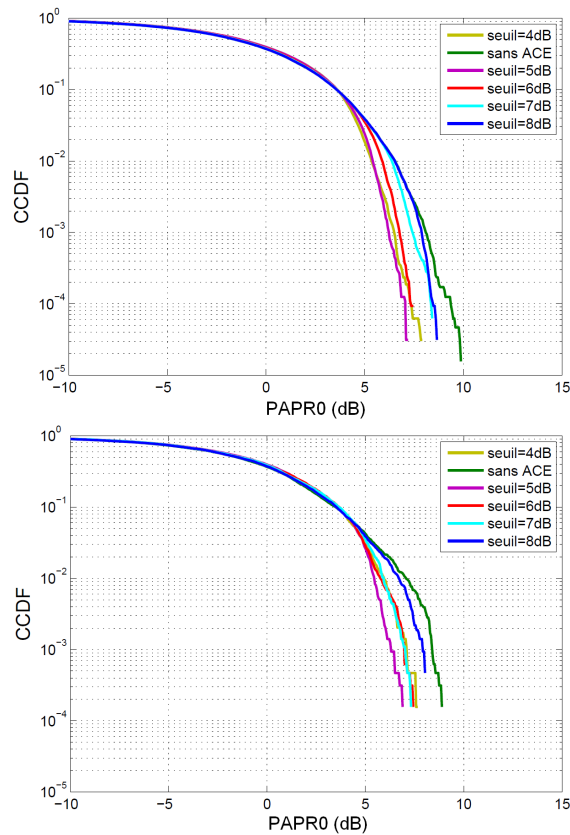 10^0
10^-1
10^-2
10^-3
10^-4
10^-5
CCDF
−10 −5 0 5 10 15
PAPR0 (dB)
seuil=4dB
sans ACE
seuil=5dB
seuil=6dB
seuil=7dB
seuil=8dB
10^0
10^-1
10^-2
10^-3
10^-4
10^-5
CCDF
−10 −5 0 5 10 15
PAPR0 (dB)
seuil=4dB
sans ACE
seuil=5dB
seuil=6dB
seuil=7dB
seuil=8dB